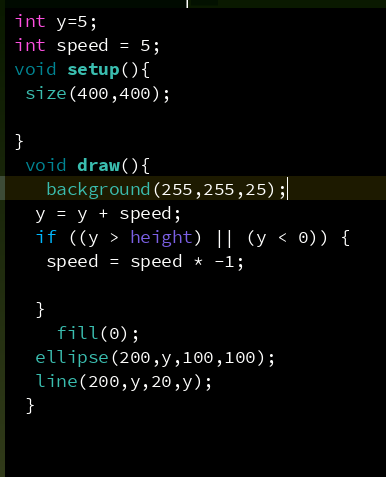 int y=5;
int speed = 5;
void setup(){
size(400,400);
}
void draw(){
background(255,255,25);
y = y + speed;
if ((y > height) || (y < 0)) {
speed = speed * -1;
}
fill(0);
ellipse(200,y,100,100);
line(200,y,20,y);
}